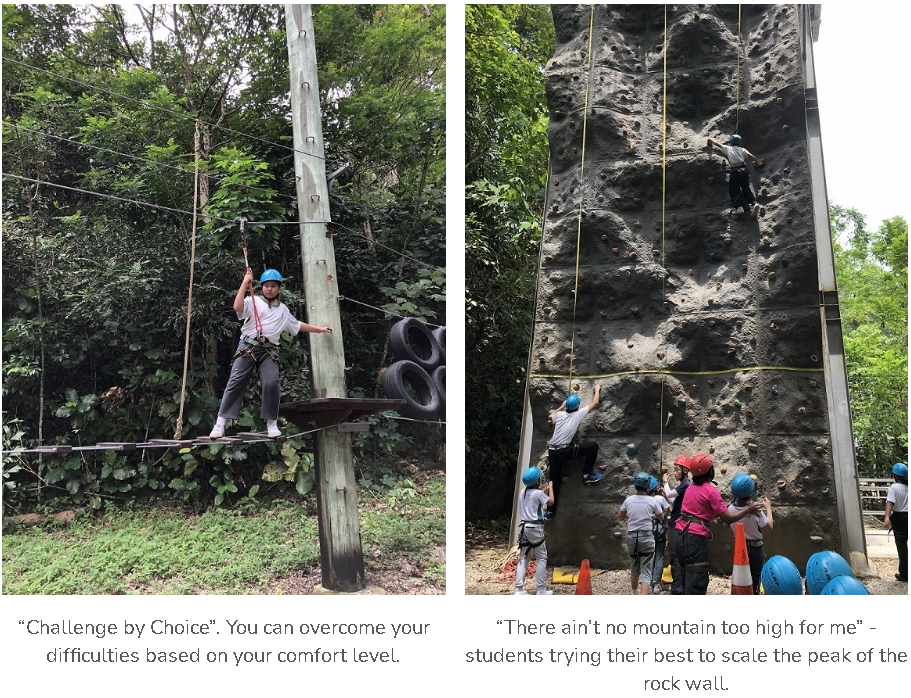 “Challenge by Choice”. You can overcome your
difficulties based on your comfort level.
“There ain’t no mountain too high for me” -
students trying their best to scale the peak of the
rock wall.